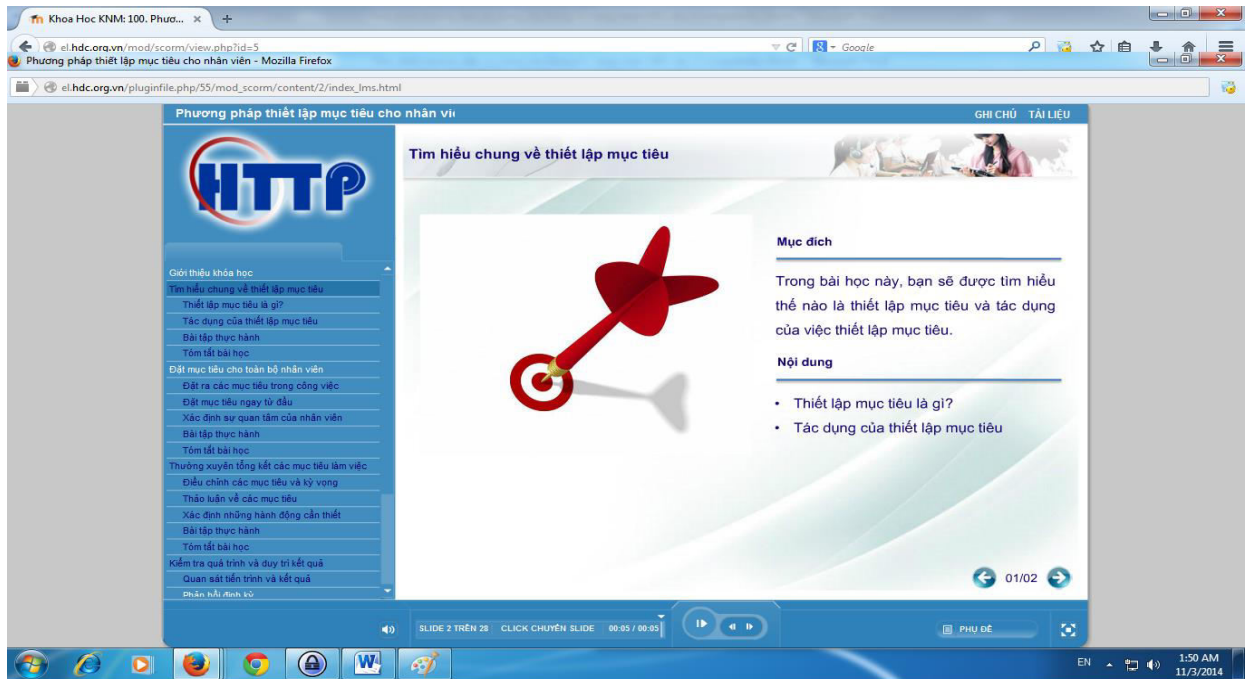 Khoa Hoc KNM: 100. Phươ...
el.hdc.org.vn/mod/scorm/view.php?id=5
Google
Phương pháp thiết lập mục tiêu cho nhân viên - Mozilla Firefox
el.hdc.org.vn/pluginfile.php/55/mod_scorm/content/2/index_lms.html
Phương pháp thiết lập mục tiêu cho nhân viê
GHI CHÚ TÀI LIỆU
HTTP
Tìm hiểu chung về thiết lập mục tiêu
Giới thiệu khóa học
Tìm hiểu chung về thiết lập mục tiêu
Thiết lập mục tiêu là gì?
Tác dụng của thiết lập mục tiêu
Bài tập thực hành
Tóm tắt bài học
Đặt mục tiêu cho toàn bộ nhân viên
Đặt ra các mục tiêu trong công việc
Đặt mục tiêu ngay từ đầu
Xác định sự quan tâm của nhân viên
Bài tập thực hành
Tóm tắt bài học
Thường xuyên tổng kết các mục tiêu làm việc
Điều chỉnh các mục tiêu và kỳ vọng
Thảo luận về các mục tiêu
Xác định những hành động cần thiết
Bài tập thực hành
Tóm tắt bài học
Kiểm tra quá trình và duy trì kết quả
Quan sát tiến trình và kết quả
Phản hồi định kỳ
Mục đích
Trong bài học này, bạn sẽ được tìm hiểu
thế nào là thiết lập mục tiêu và tác dụng
của việc thiết lập mục tiêu.
Nội dung
• Thiết lập mục tiêu là gì?
• Tác dụng của thiết lập mục tiêu
01/02
SLIDE 2 TRÊN 28 CLICK CHUYỂN SLIDE 00:05 / 00:05
PHỤ ĐỀ
EN
1:50 AM
11/3/2014